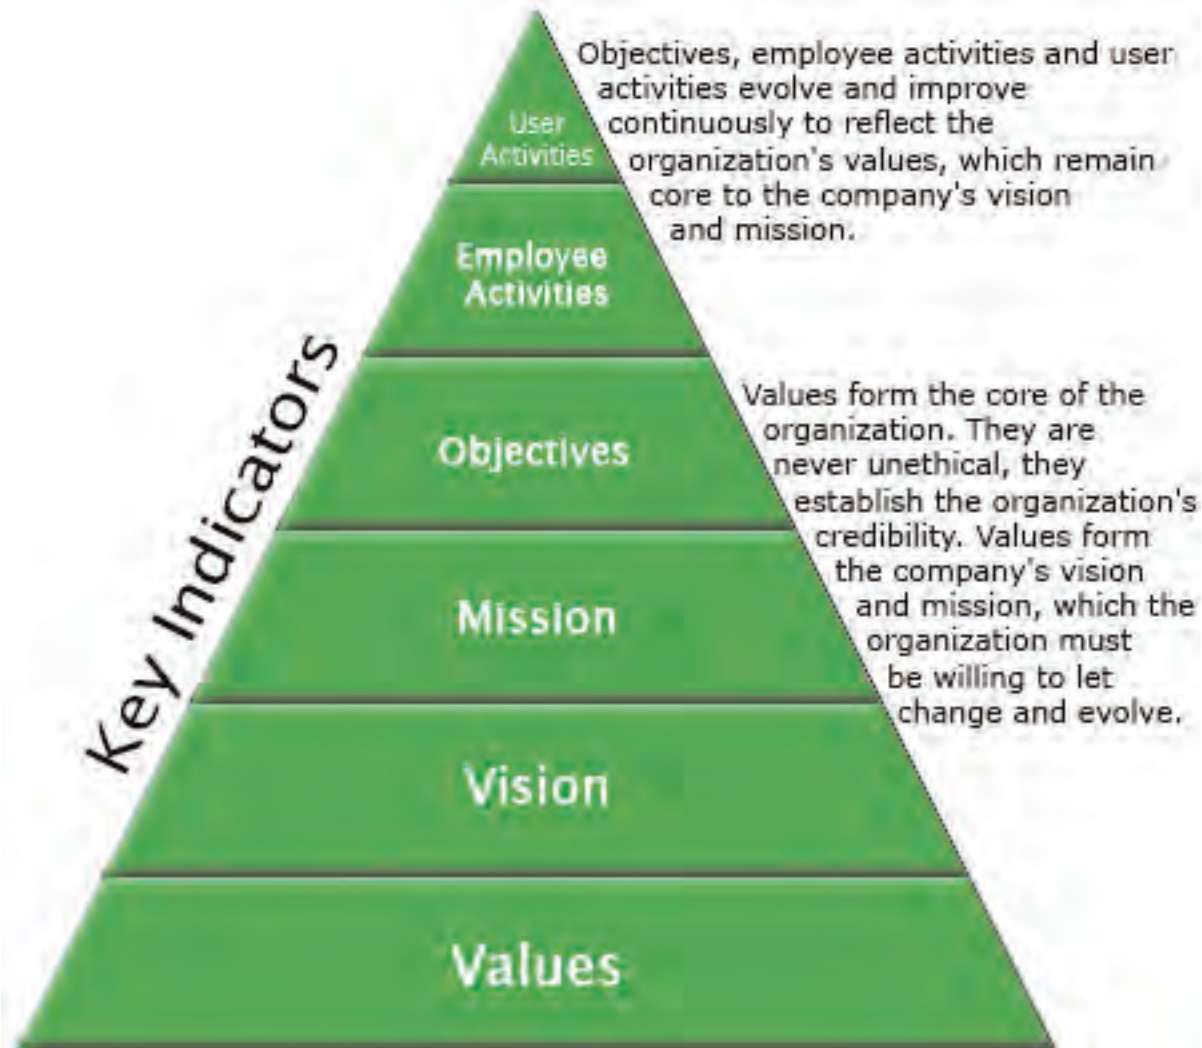 Objectives, employee activities and user
activities evolve and improve
continuously to reflect the
organization's values, which remain
core to the company's vision
and mission.
User
Activities
Employee
Activities
Key Indicators
Objectives
Values form the core of the
organization. They are
never unethical, they
establish the organization's
credibility. Values form
the company's vision
and mission, which the
organization must
be willing to let
change and evolve.
Mission
Vision
Values